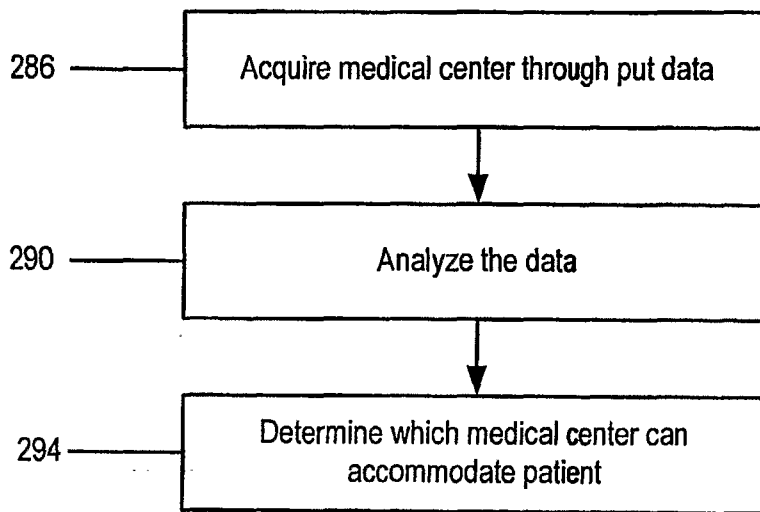 286
Acquire medical center through put data
290
Analyze the data
294
Determine which medical center can
accommodate patient